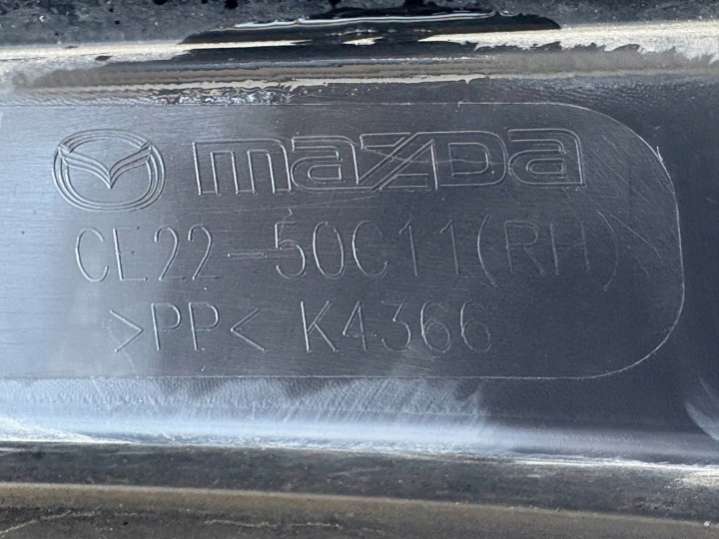 mazda
CE22-50C11(RH)
>PP< K4366